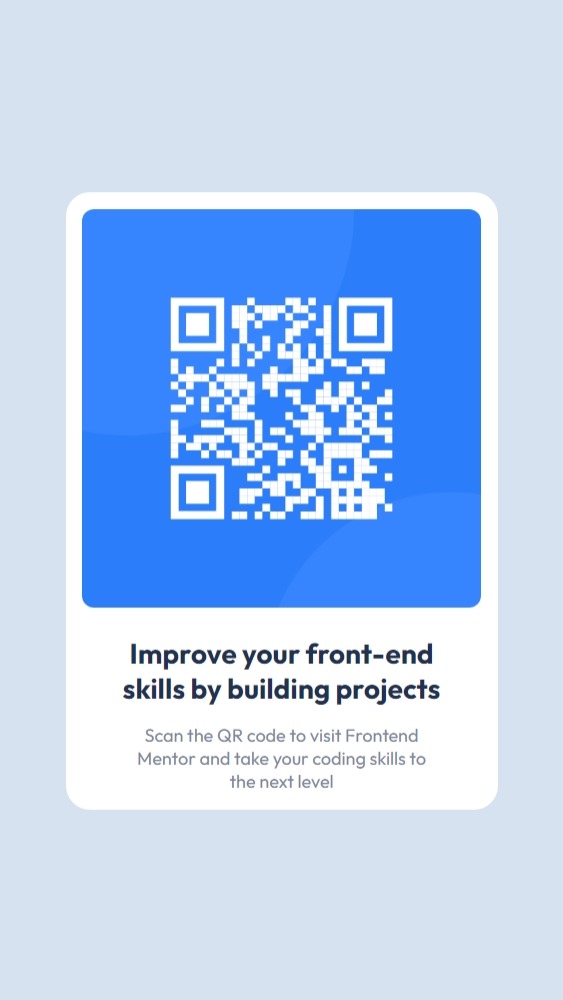 Improve your front-end
skills by building projects
Scan the QR code to visit Frontend
Mentor and take your coding skills to
the next level